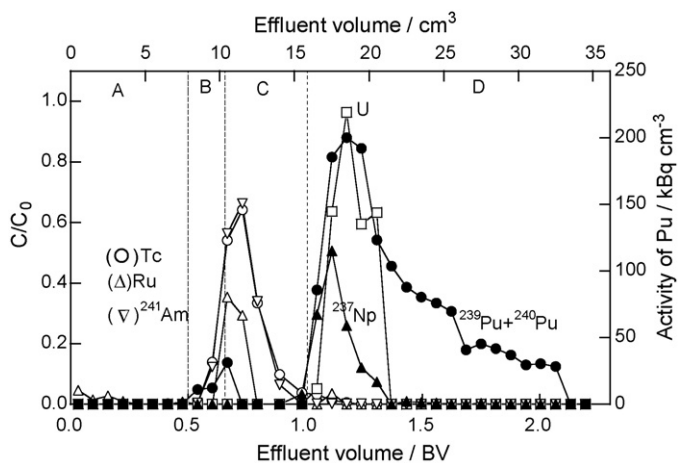 Effluent volume / cm³
0 5 10 15 20 25 30 35
A B C D
U
1.0
0.8
0.6
0.4
0.2
0.0
C/C₀
250
200
150
100
50
0
Activity of Pu / kBq cm⁻³
(○)Tc
(△)Ru
(▽)²⁴¹Am
²³⁷Np
²³⁹Pu+²⁴⁰Pu
0.0 0.5 1.0 1.5 2.0
Effluent volume / BV